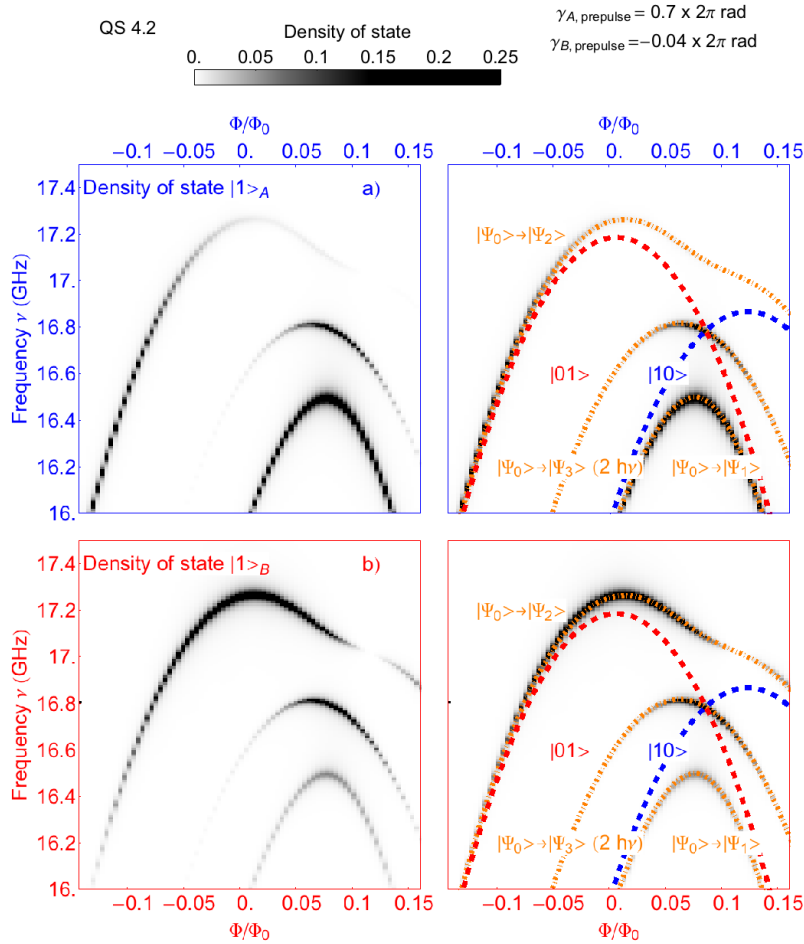 QS 4.2
Density of state
0. 0.05 0.1 0.15 0.2 0.25
γA, prepulse = 0.7 x 2π rad
γB, prepulse =−0.04 x 2π rad
Φ/Φ0
−0.1 −0.05 0. 0.05 0.1 0.15
Φ/Φ0
−0.1 −0.05 0. 0.05 0.1 0.15
Frequency ν (GHz)
17.4
17.2
17.
16.8
16.6
16.4
16.2
16.
Density of state |1>A a)
|Ψ0>→|Ψ2>
|01> |10>
|Ψ0>→|Ψ3> (2 hν) |Ψ0>→|Ψ1>
Frequency ν (GHz)
17.4
17.2
17.
16.8
16.6
16.4
16.2
16.
Density of state |1>B b)
|Ψ0>→|Ψ2>
|01> |10>
|Ψ0>→|Ψ3> (2 hν) |Ψ0>→|Ψ1>
−0.1 −0.05 0. 0.05 0.1 0.15
Φ/Φ0
−0.1 −0.05 0. 0.05 0.1 0.15
Φ/Φ0